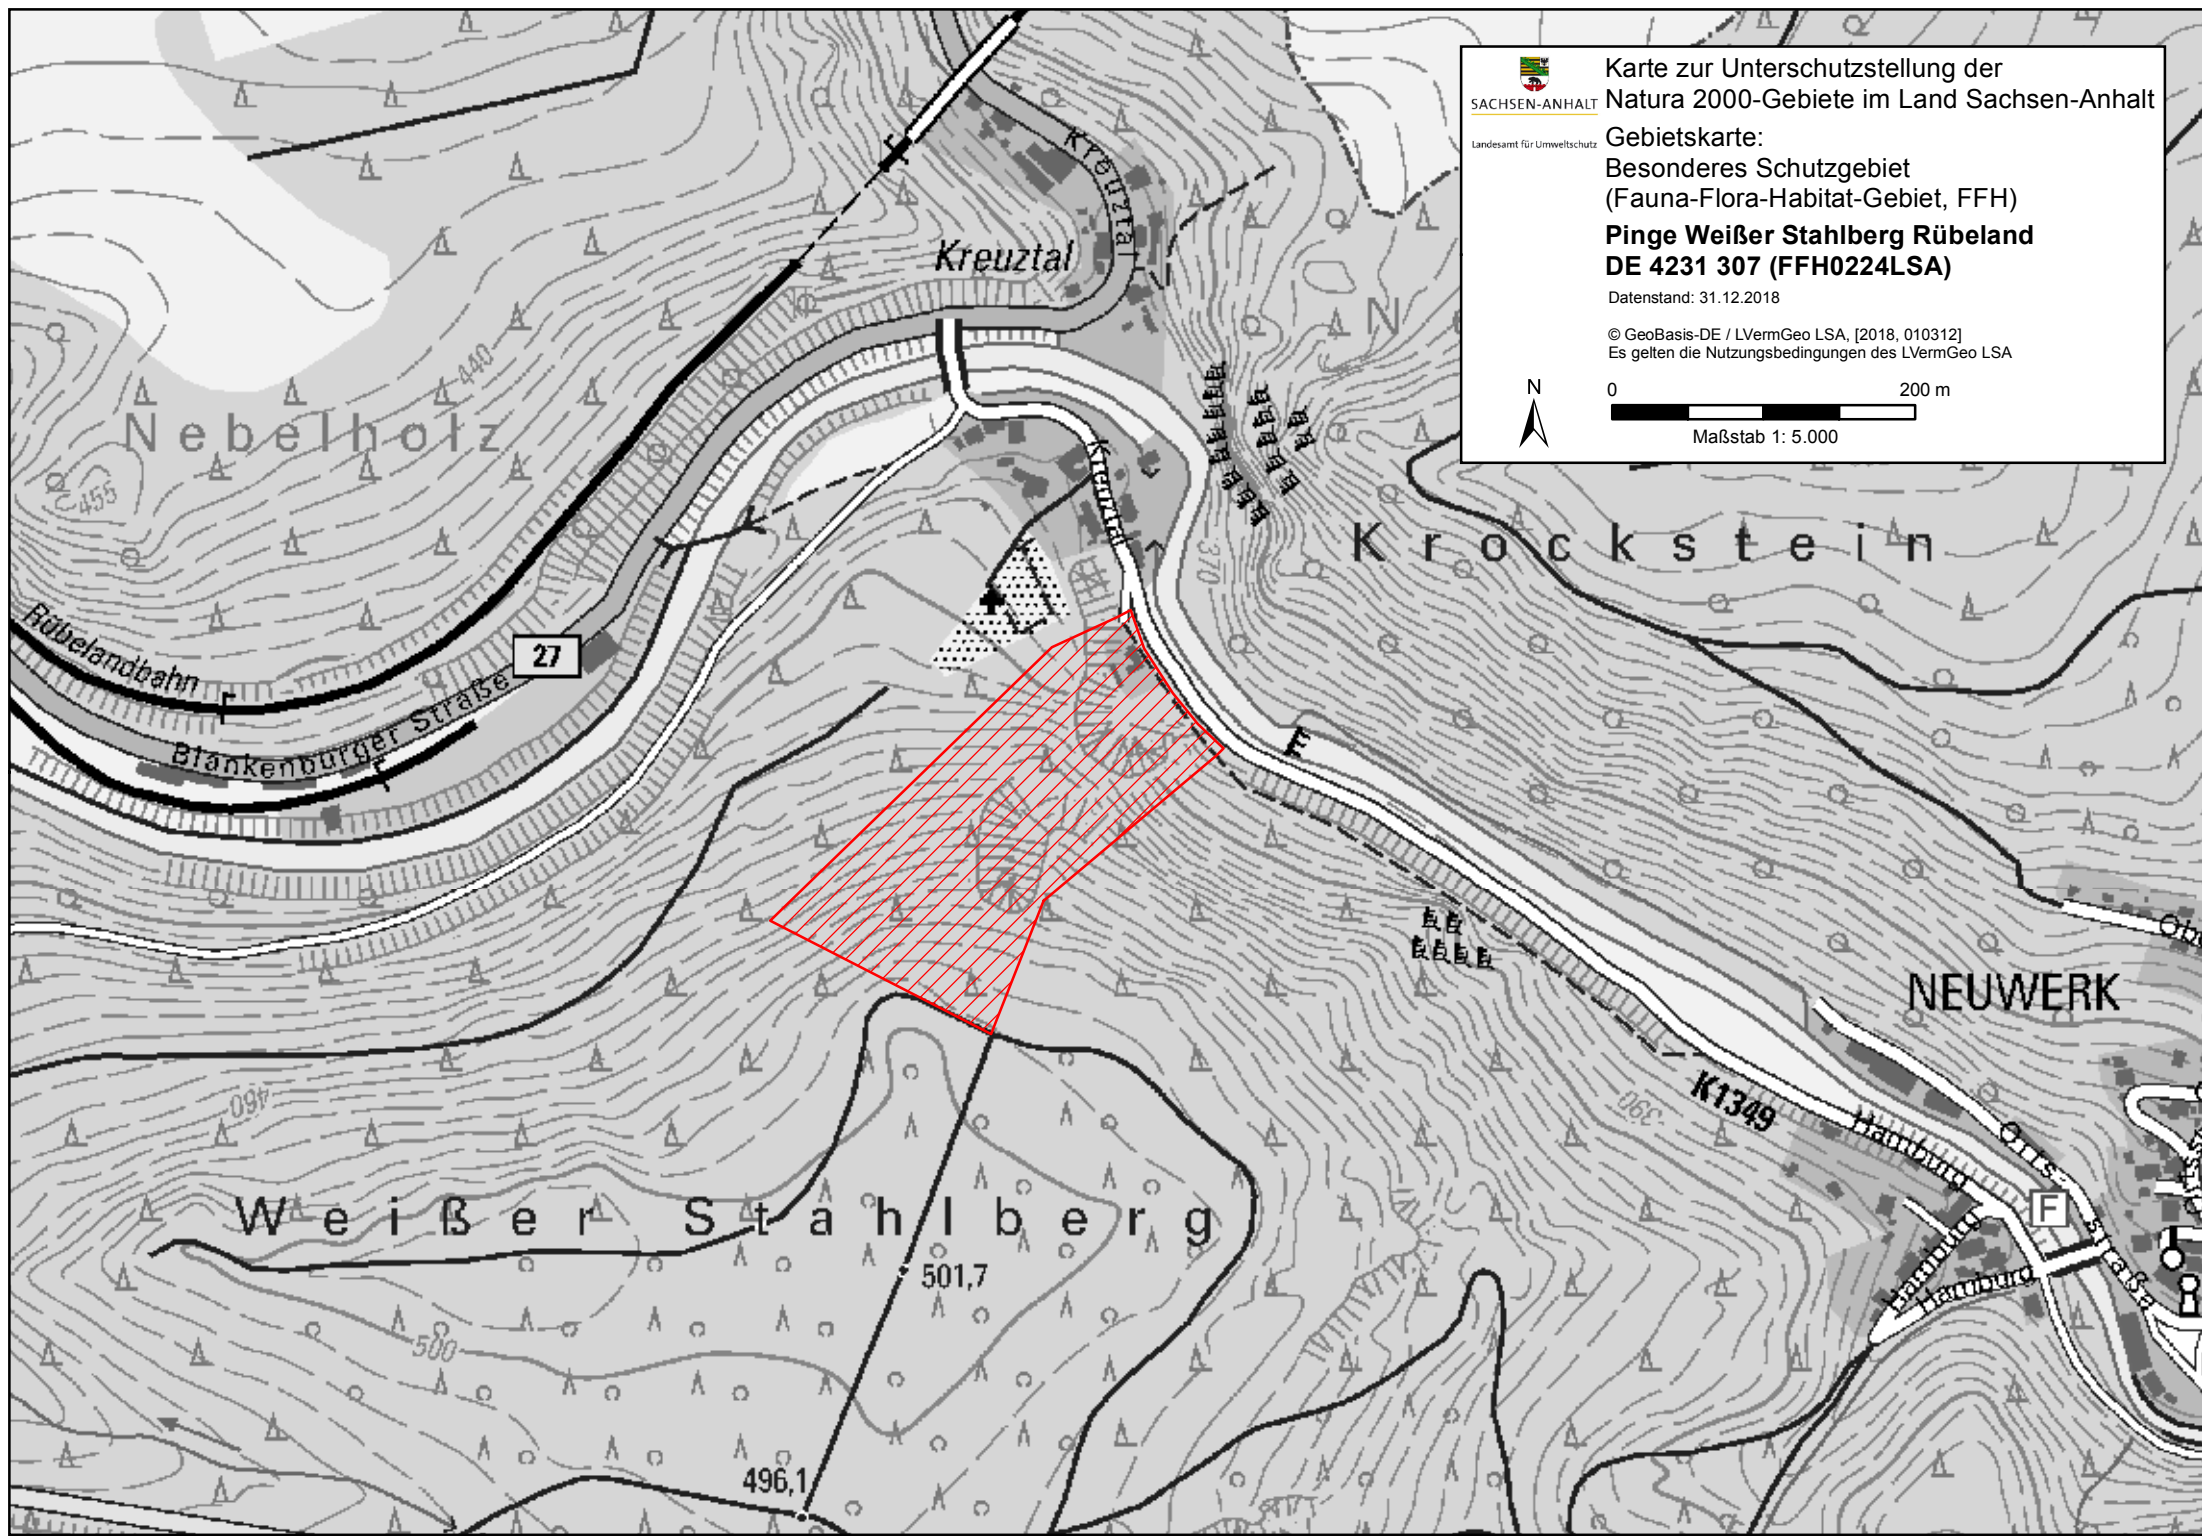 SACHSEN-ANHALT
Landesamt für Umweltschutz
Karte zur Unterschutzstellung der
Natura 2000-Gebiete im Land Sachsen-Anhalt
Gebietskarte:
Besonderes Schutzgebiet
(Fauna-Flora-Habitat-Gebiet, FFH)
Pinge Weißer Stahlberg Rübeland
DE 4231 307 (FFH0224LSA)
Datenstand: 31.12.2018
© GeoBasis-DE / LVermGeo LSA, [2018, 010312]
Es gelten die Nutzungsbedingungen des LVermGeo LSA
N
0 200 m
Maßstab 1: 5.000
Kreuztal
Kreuztal
N
440
Nebelholz
455
Kreuztal
Krockstein
370
Rübelandbahn
27
Blankenburger Straße
E
NEUWERK
460
390
K1349
Hamburg
Ortsstraße
F
Weißer Stahlberg
501,7
Hamburg
Hamburg
500
496,1